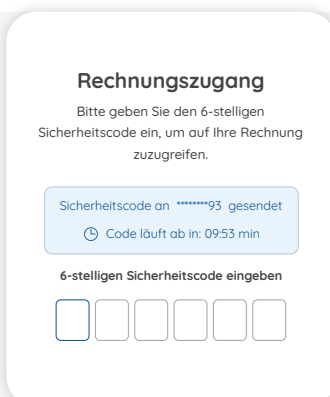 Rechnungszugang
Bitte geben Sie den 6-stelligen
Sicherheitscode ein, um auf Ihre Rechnung
zuzugreifen.
Sicherheitscode an ********93 gesendet
Code läuft ab in: 09:53 min
6-stelligen Sicherheitscode eingeben